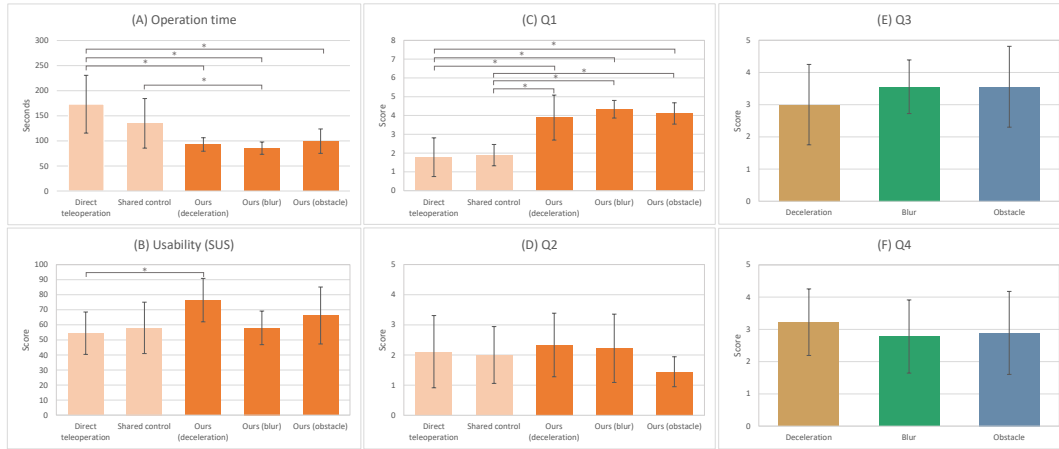 (A) Operation time
300
250
200
150
100
50
0
Seconds
* * * *
Direct teleoperation
Shared control
Ours (deceleration)
Ours (blur)
Ours (obstacle)
(B) Usability (SUS)
100
90
80
70
60
50
40
30
20
10
0
Score
*
Direct teleoperation
Shared control
Ours (deceleration)
Ours (blur)
Ours (obstacle)
(C) Q1
8
7
6
5
4
3
2
1
0
Score
* * * * * *
Direct teleoperation
Shared control
Ours (deceleration)
Ours (blur)
Ours (obstacle)
(D) Q2
5
4
3
2
1
0
Score
Direct teleoperation
Shared control
Ours (deceleration)
Ours (blur)
Ours (obstacle)
(E) Q3
5
4
3
2
1
0
Score
Deceleration
Blur
Obstacle
(F) Q4
5
4
3
2
1
0
Score
Deceleration
Blur
Obstacle